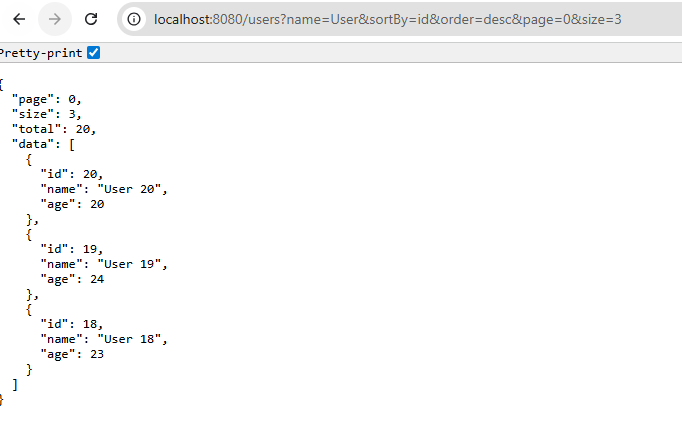 localhost:8080/users?name=User&sortBy=id&order=desc&page=0&size=3
Pretty-print
{
"page": 0,
"size": 3,
"total": 20,
"data": [
{
"id": 20,
"name": "User 20",
"age": 20
},
{
"id": 19,
"name": "User 19",
"age": 24
},
{
"id": 18,
"name": "User 18",
"age": 23
}
]
}